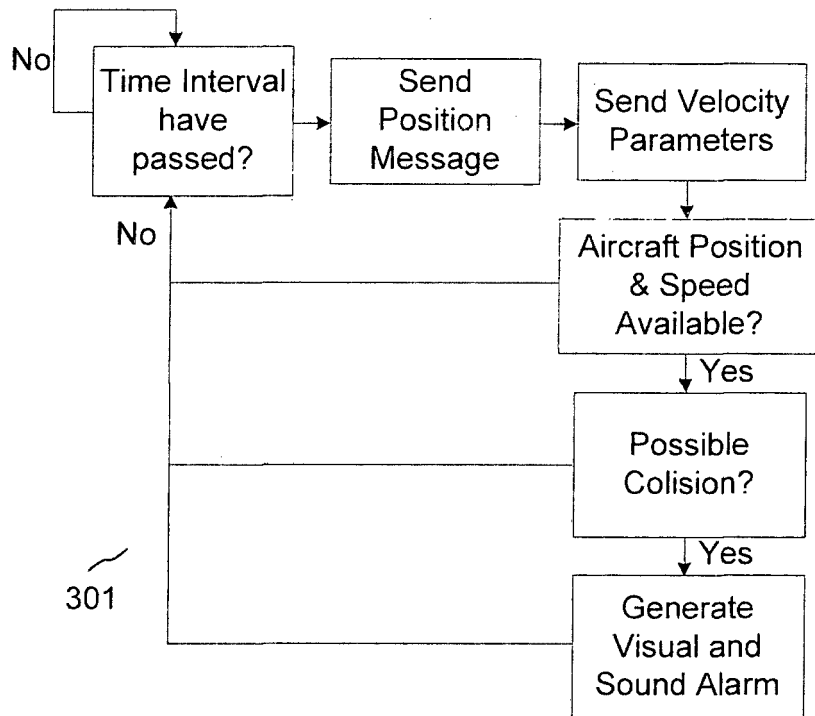 No
Time Interval
have
passed?
Send
Position
Message
Send Velocity
Parameters
No
Aircraft Position
& Speed
Available?
Yes
Possible
Colision?
Yes
301
Generate
Visual and
Sound Alarm